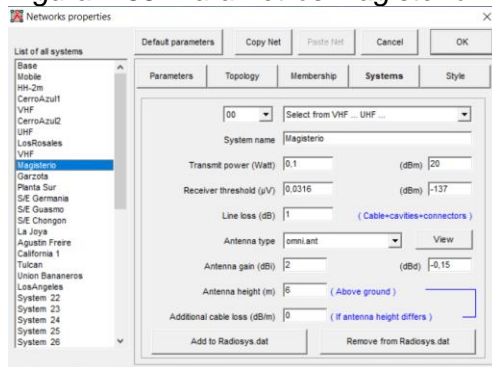 Networks properties
Default parameters
Copy Net
Paste Net
Cancel
OK
List of all systems
Base
Mobile
HH-2m
CerroAzul1
VHF
CerroAzul2
UHF
LosRosales
VHF
Magisterio
Garzota
Planta Sur
S/E Germania
S/E Guasmo
S/E Chongon
La Joya
Agustin Freire
California 1
Tulcan
Union Bananeros
LosAngeles
System 22
System 23
System 24
System 25
System 26
Parameters
Topology
Membership
Systems
Style
00
Select from VHF ... UHF ...
System name Magisterio
Transmit power (Watt) 0,1 (dBm) 20
Receiver threshold (µV) 0,0316 (dBm) -137
Line loss (dB) 1 ( Cable+cavities+connectors )
Antenna type omni.ant View
Antenna gain (dBi) 2 (dBd) -0,15
Antenna height (m) 6 ( Above ground )
Additional cable loss (dB/m) 0 ( If antenna height differs )
Add to Radiosys.dat
Remove from Radiosys.dat